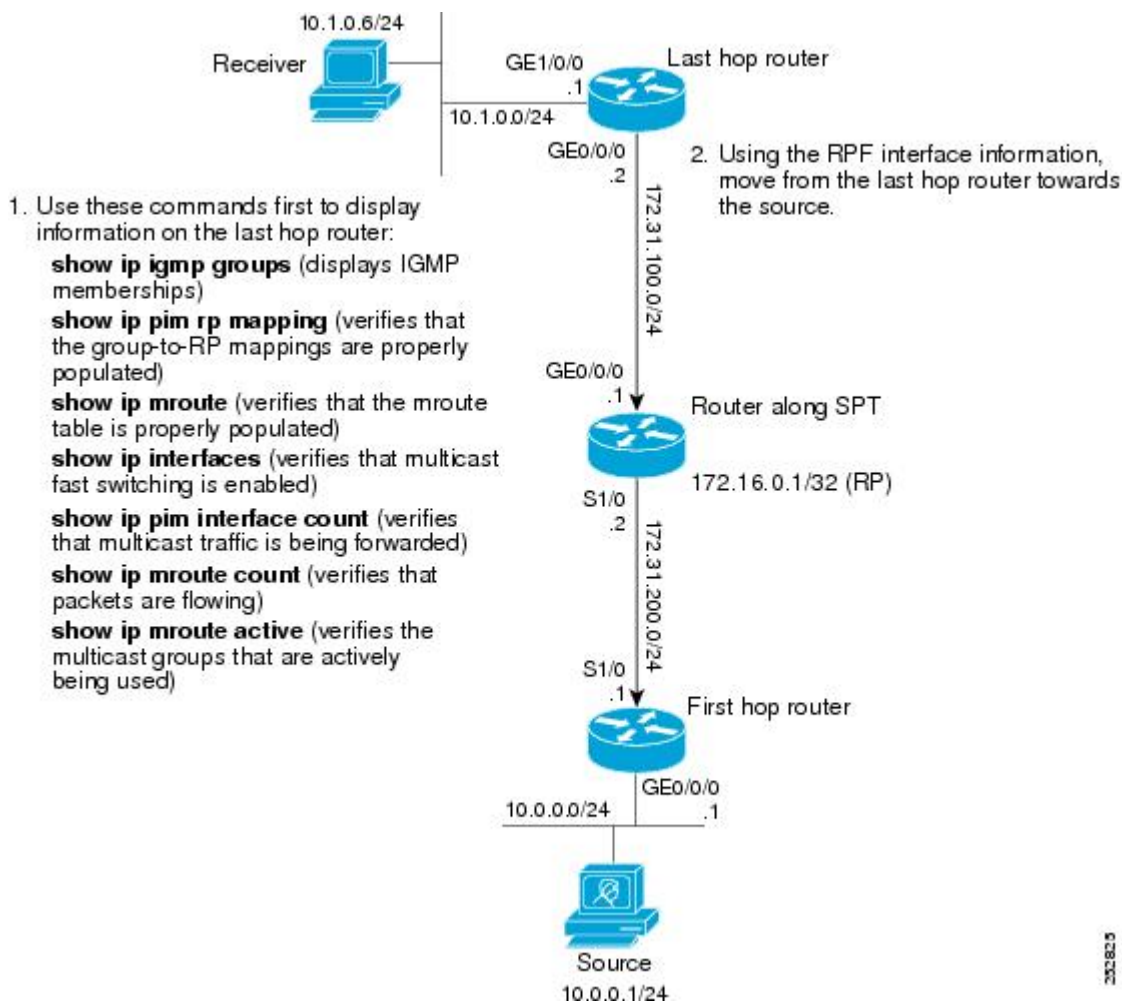 10.1.0.6/24
Receiver
GE1/0/0
.1
Last hop router
10.1.0.0/24
GE0/0/0
.2
2. Using the RPF interface information,
move from the last hop router towards
the source.
172.31.100.0/24
1. Use these commands first to display
information on the last hop router:
show ip igmp groups (displays IGMP
memberships)
show ip pim rp mapping (verifies that
the group-to-RP mappings are properly
populated)
show ip mroute (verifies that the mroute
table is properly populated)
show ip interfaces (verifies that multicast
fast switching is enabled)
show ip pim interface count (verifies
that multicast traffic is being forwarded)
show ip mroute count (verifies that
packets are flowing)
show ip mroute active (verifies the
multicast groups that are actively
being used)
GE0/0/0
.1
Router along SPT
172.16.0.1/32 (RP)
S1/0
.2
172.31.200.0/24
S1/0
.1
First hop router
GE0/0/0
.1
10.0.0.0/24
Source
10.0.0.1/24
252825